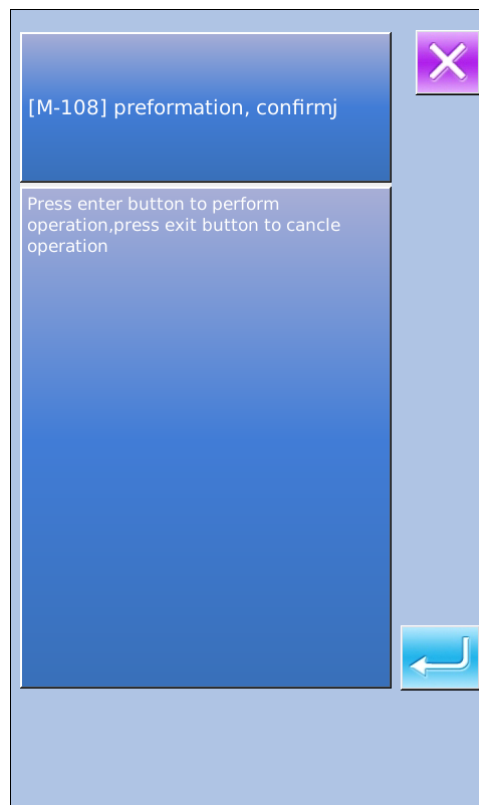 [M-108] preformation, confirmj
Press enter button to perform
operation,press exit button to cancle
operation